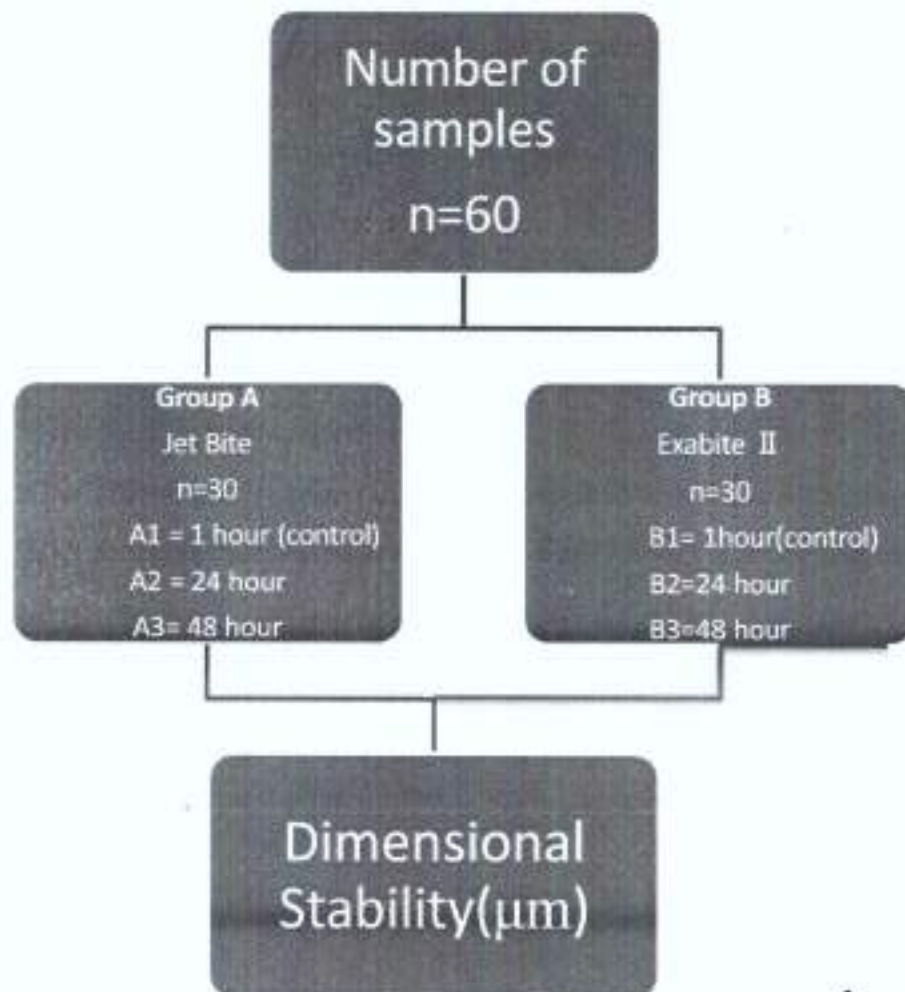 Number of
samples
n=60
Group A
Jet Bite
n=30
A1 = 1 hour (control)
A2 = 24 hour
A3= 48 hour
Group B
Exabite II
n=30
B1= 1hour(control)
B2=24 hour
B3=48 hour
Dimensional
Stability(μm)